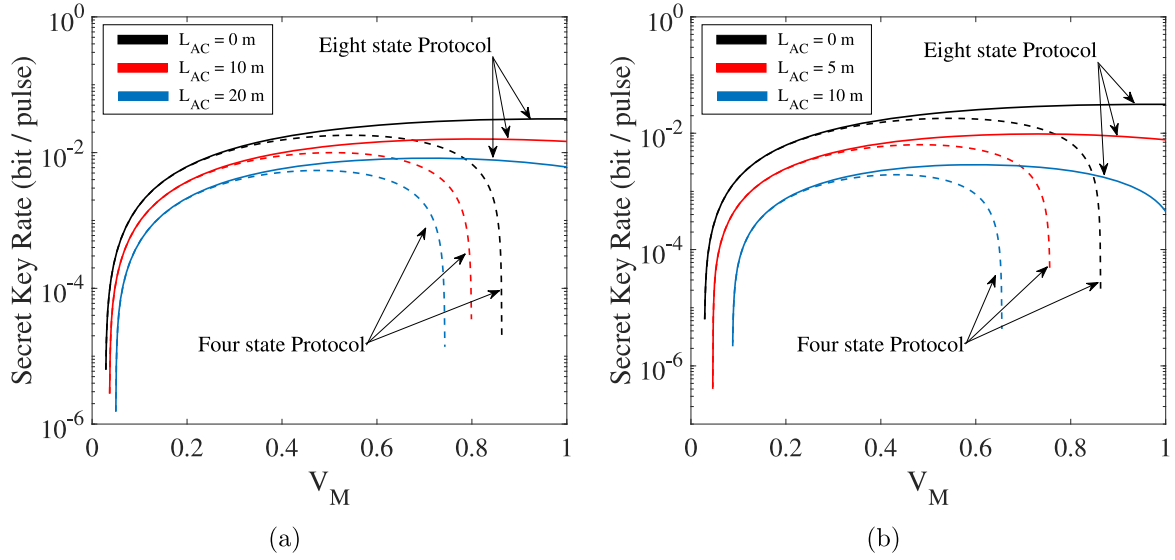 10^0
10^-2
10^-4
10^-6
Secret Key Rate (bit / pulse)
L_AC = 0 m
L_AC = 10 m
L_AC = 20 m
Eight state Protocol
Four state Protocol
0 0.2 0.4 0.6 0.8 1
V_M
(a)
10^0
10^-2
10^-4
10^-6
Secret Key Rate (bit / pulse)
L_AC = 0 m
L_AC = 5 m
L_AC = 10 m
Eight state Protocol
Four state Protocol
0 0.2 0.4 0.6 0.8 1
V_M
(b)